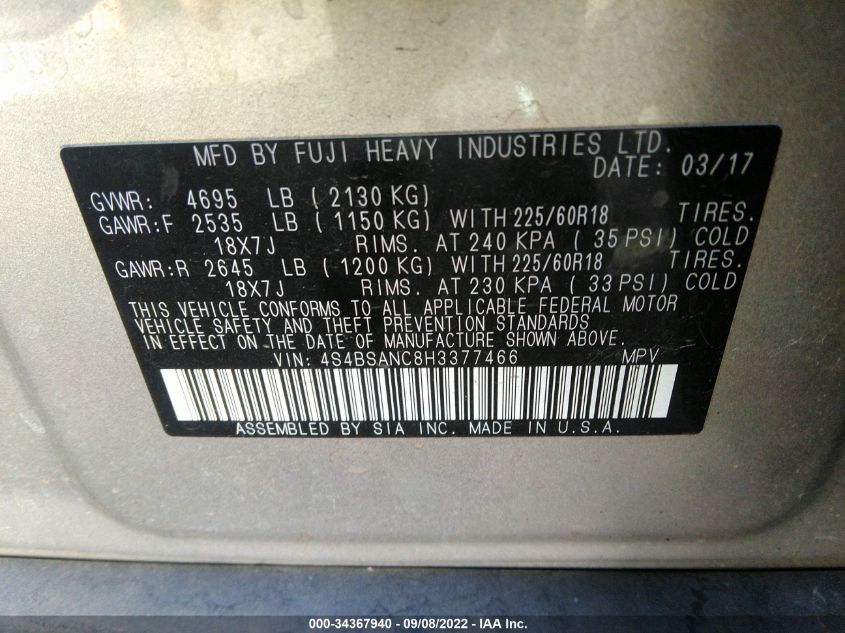 MFD BY FUJI HEAVY INDUSTRIES LTD.
DATE: 03/17
GVWR: 4695 LB ( 2130 KG)
GAWR:F 2535 LB ( 1150 KG) WITH 225/60R18 TIRES.
18X7J RIMS. AT 240 KPA ( 35 PSI) COLD
GAWR:R 2645 LB ( 1200 KG) WITH 225/60R18 TIRES.
18X7J RIMS. AT 230 KPA ( 33 PSI) COLD
THIS VEHICLE CONFORMS TO ALL APPLICABLE FEDERAL MOTOR
VEHICLE SAFETY AND THEFT PREVENTION STANDARDS
IN EFFECT ON THE DATE OF MANUFACTURE SHOWN ABOVE.
VIN: 4S4BSANC8H3377466 MPV
ASSEMBLED BY SIA INC. MADE IN U.S.A.
000-34367940 - 09/08/2022 - IAA Inc.